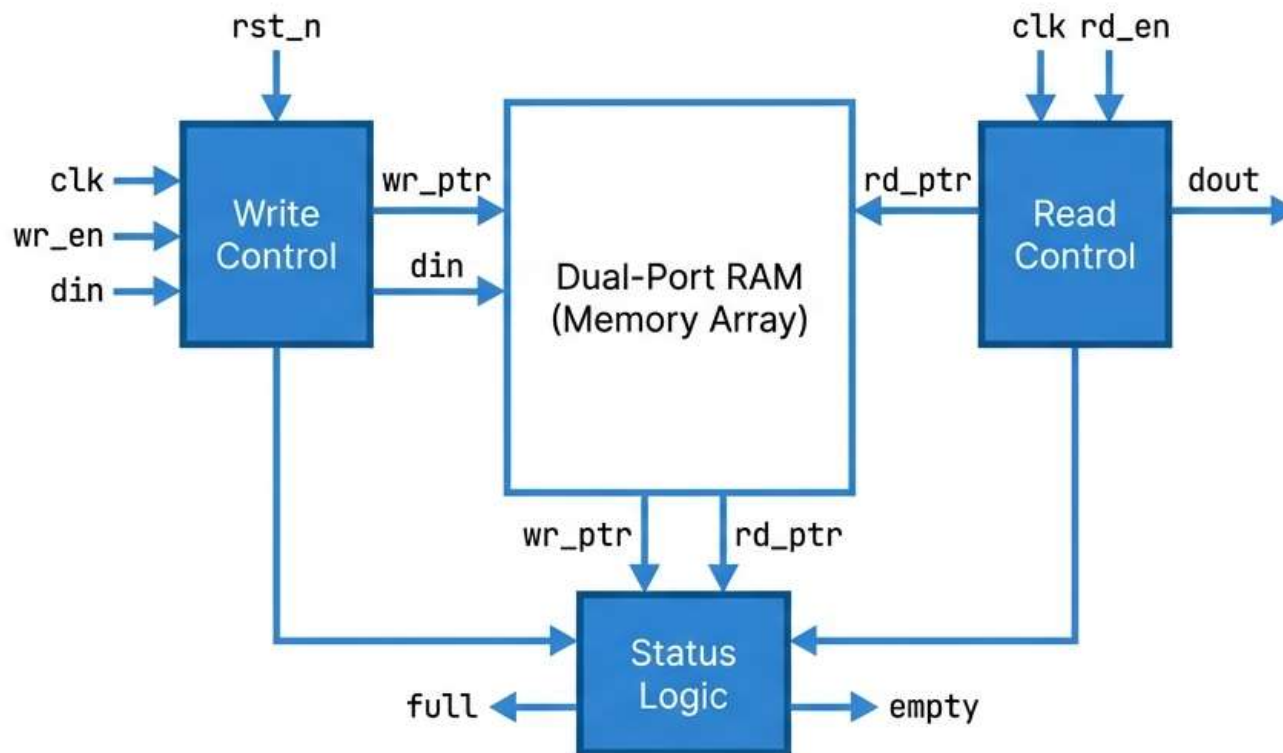 rst_n
clk rd_en
clk
wr_en
din
Write
Control
wr_ptr
din
Dual-Port RAM
(Memory Array)
rd_ptr
Read
Control
dout
wr_ptr
rd_ptr
Status
Logic
full
empty